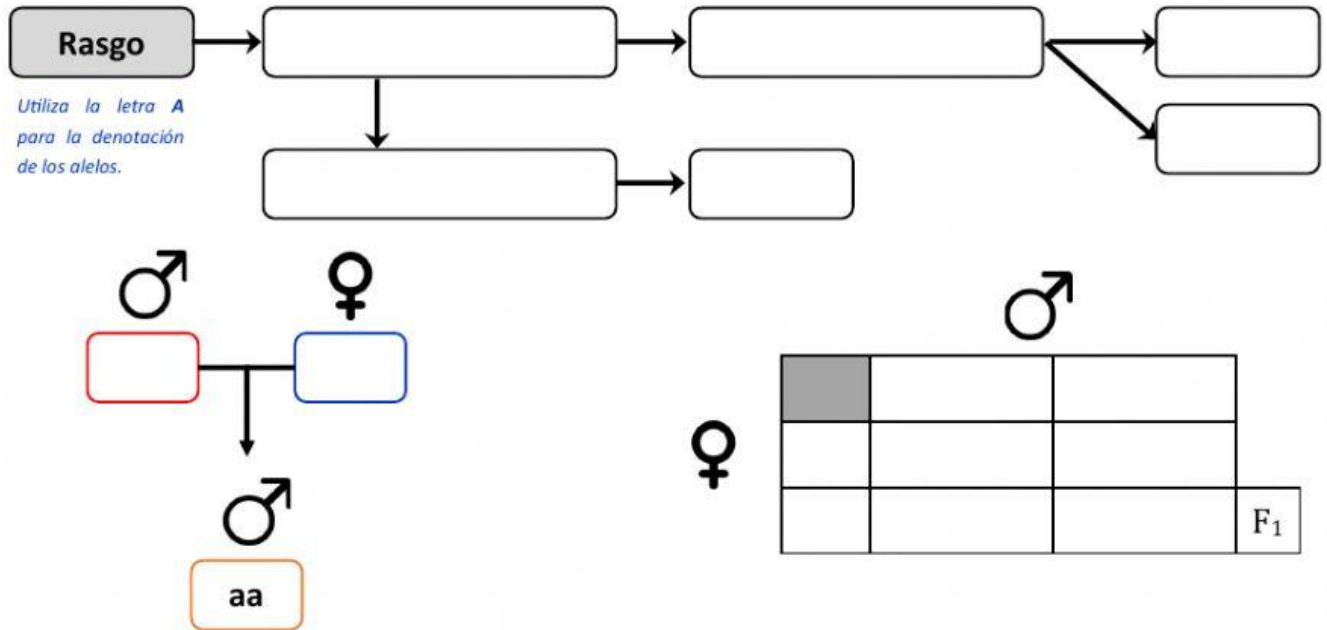 Rasgo
Utiliza la letra A
para la denotación
de los alelos.
F₁
aa